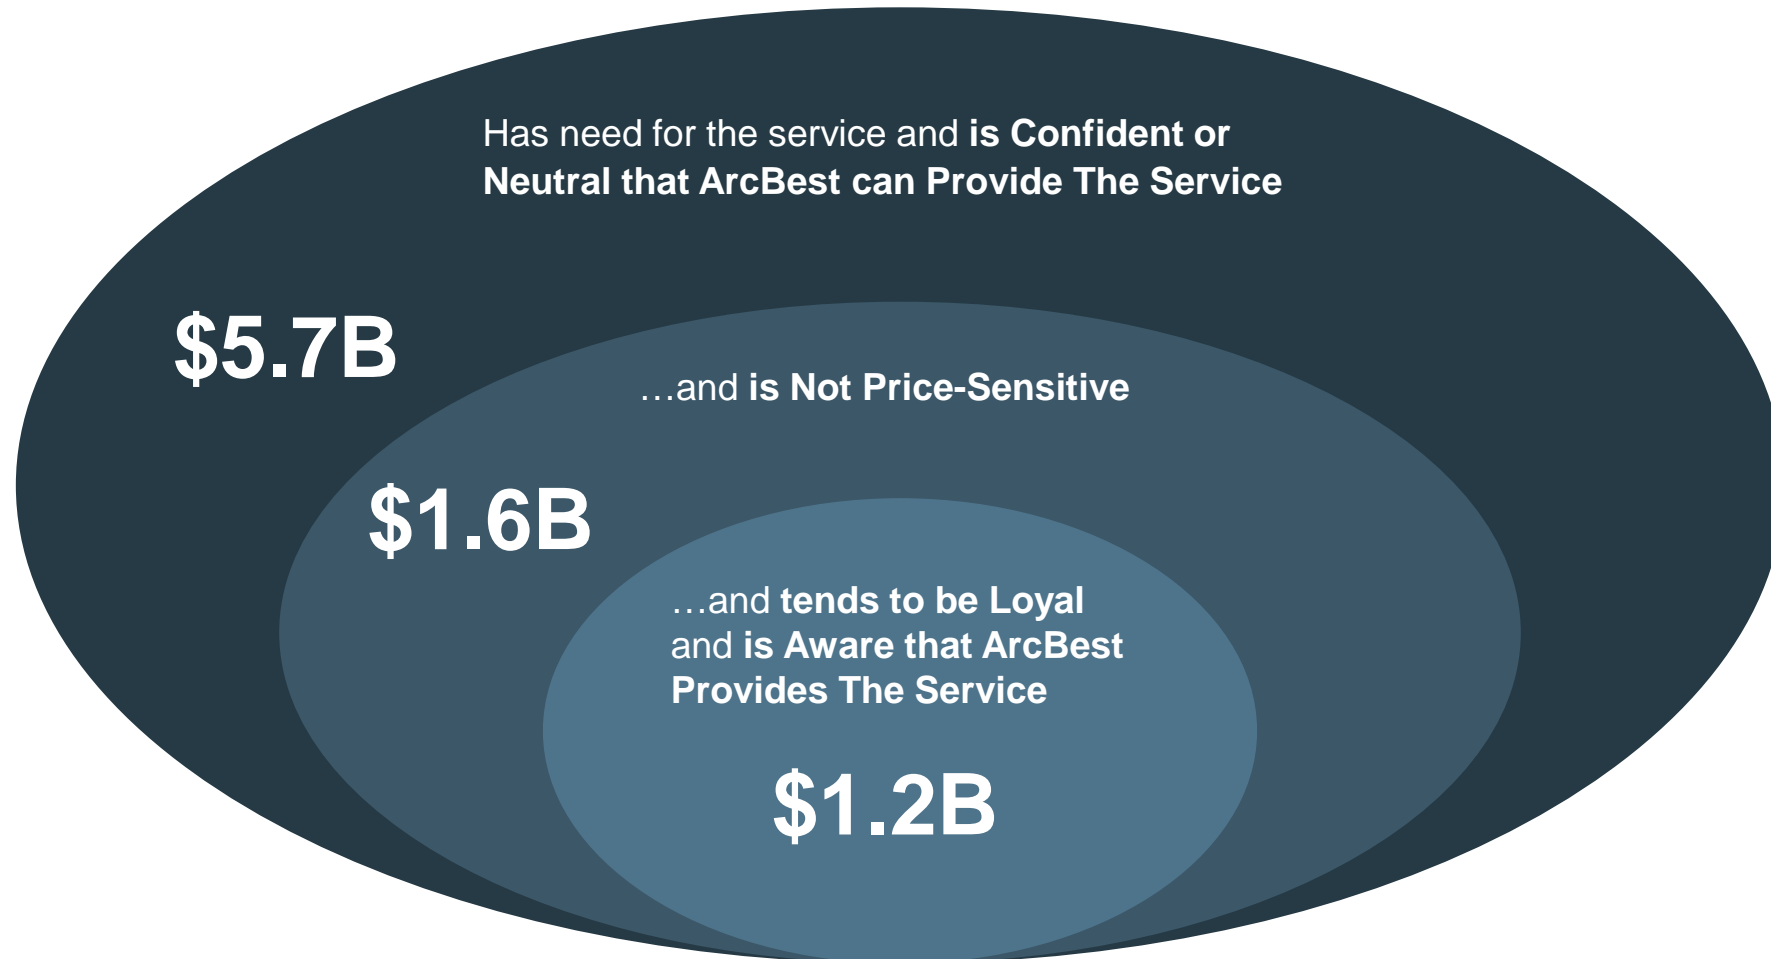 Has need for the service and is Confident or
Neutral that ArcBest can Provide The Service
$5.7B
…and is Not Price-Sensitive
$1.6B
…and tends to be Loyal
and is Aware that ArcBest
Provides The Service
$1.2B